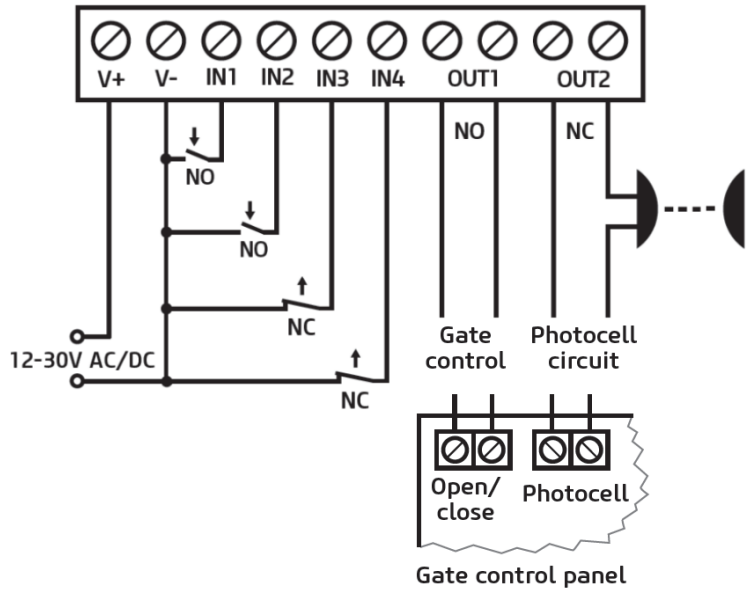 V+ V- IN1 IN2 IN3 IN4 OUT1 OUT2
NO NC
NO
NO
NC
NC
12-30V AC/DC
Gate
control
Photocell
circuit
Open/
close
Photocell
Gate control panel